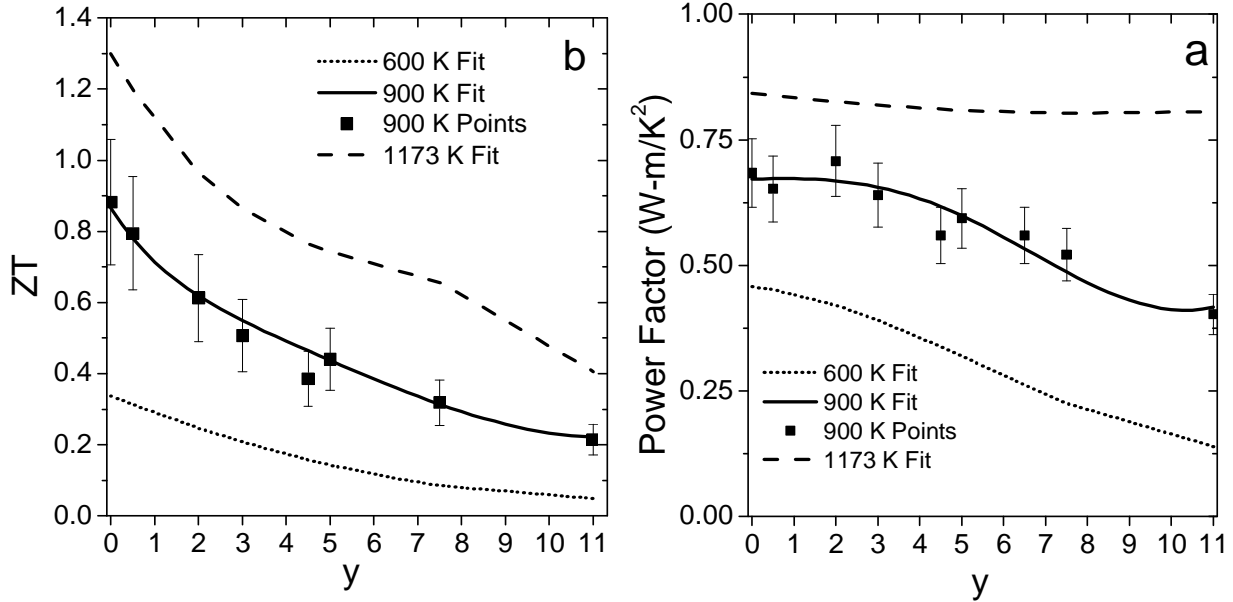 b
1.4
1.2
1.0
0.8
0.6
0.4
0.2
0.0
ZT
600 K Fit
900 K Fit
900 K Points
1173 K Fit
0 1 2 3 4 5 6 7 8 9 10 11
y
a
1.00
0.75
0.50
0.25
0.00
Power Factor (W-m/K²)
600 K Fit
900 K Fit
900 K Points
1173 K Fit
0 1 2 3 4 5 6 7 8 9 10 11
y